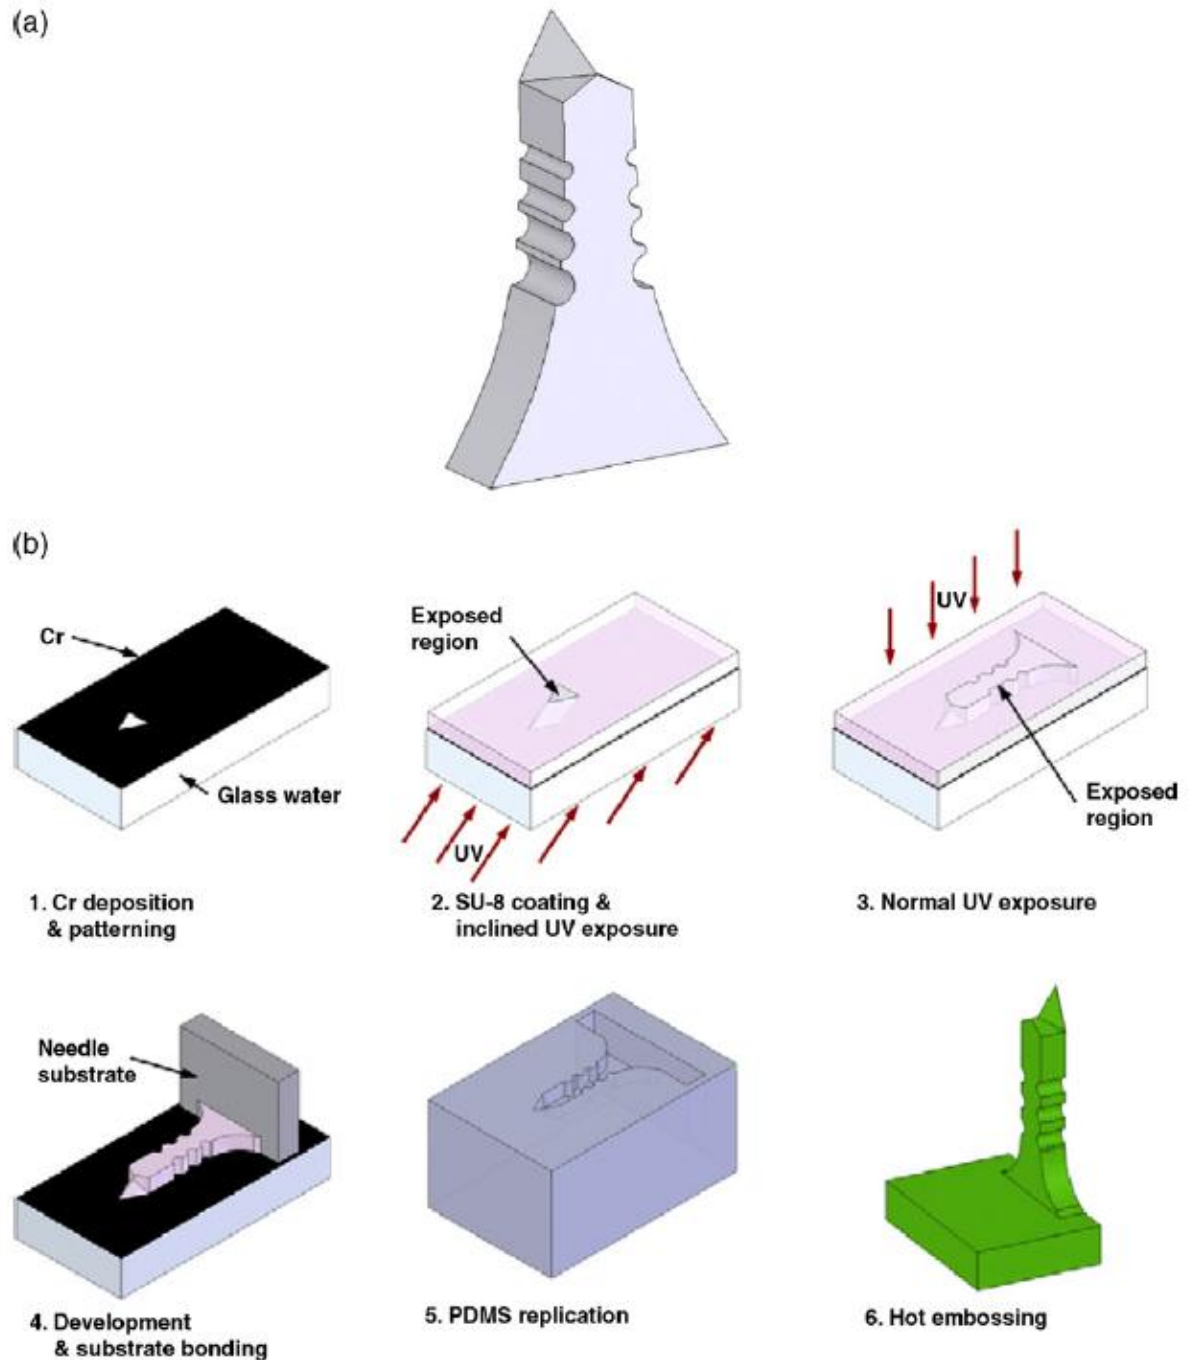 (a)
(b)
Cr
Glass water
1. Cr deposition
& patterning
Exposed
region
UV
2. SU-8 coating &
inclined UV exposure
UV
Exposed
region
3. Normal UV exposure
Needle
substrate
4. Development
& substrate bonding
5. PDMS replication
6. Hot embossing